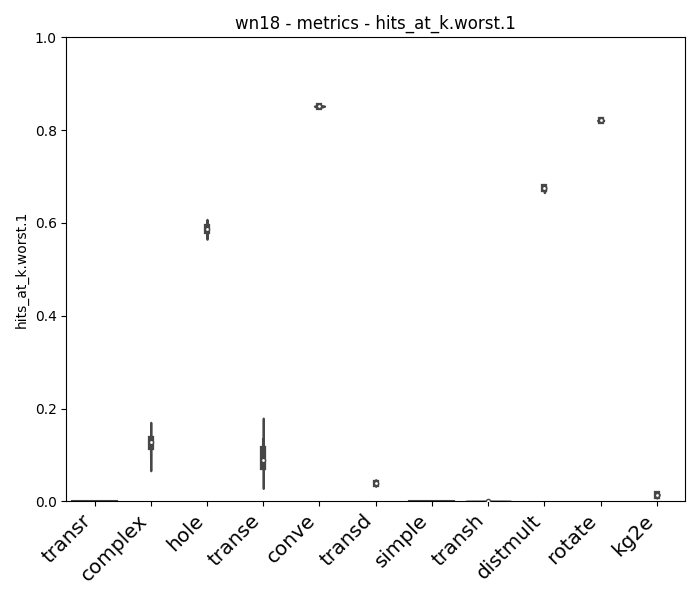 wn18 - metrics - hits_at_k.worst.1
hits_at_k.worst.1
1.0
0.8
0.6
0.4
0.2
0.0
transr
complex
hole
transe
conve
transd
simple
transh
distmult
rotate
kg2e